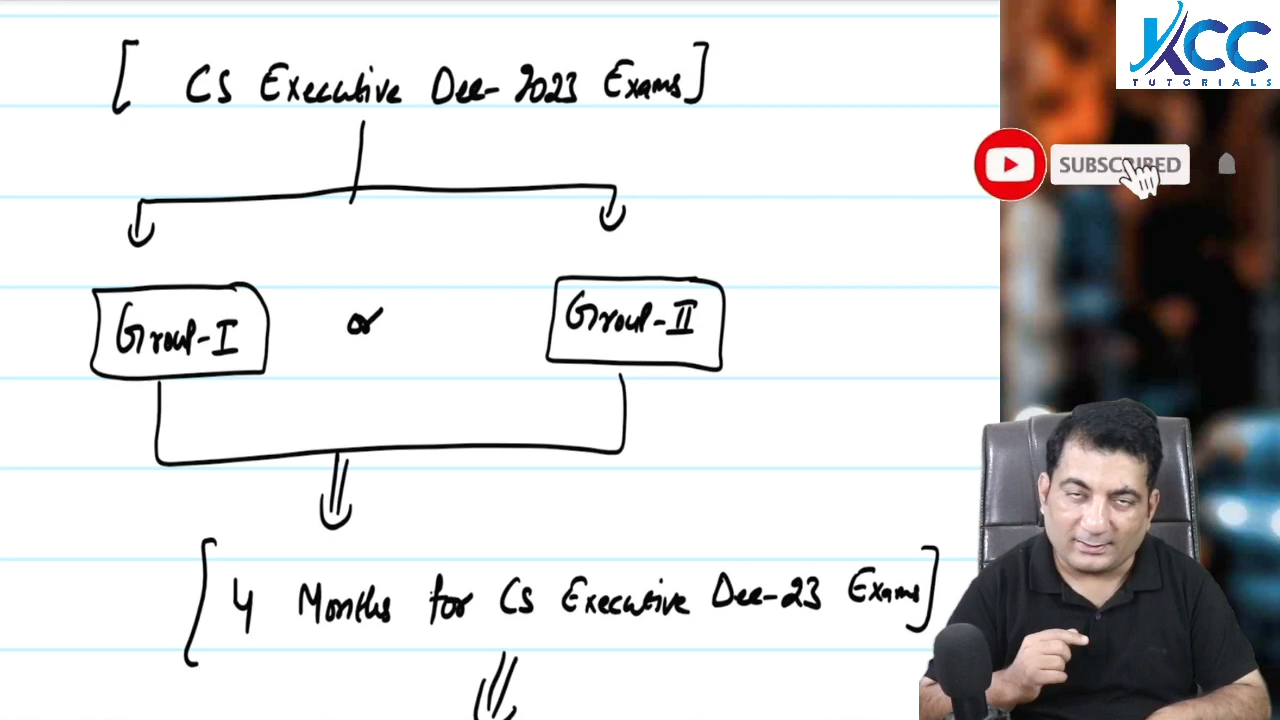 [ CS Executive Dec-2023 Exams]
Group-I or Group-II
[ 4 Months for CS Executive Dec-23 Exams]
KCC
TUTORIALS
SUBSCRIBED